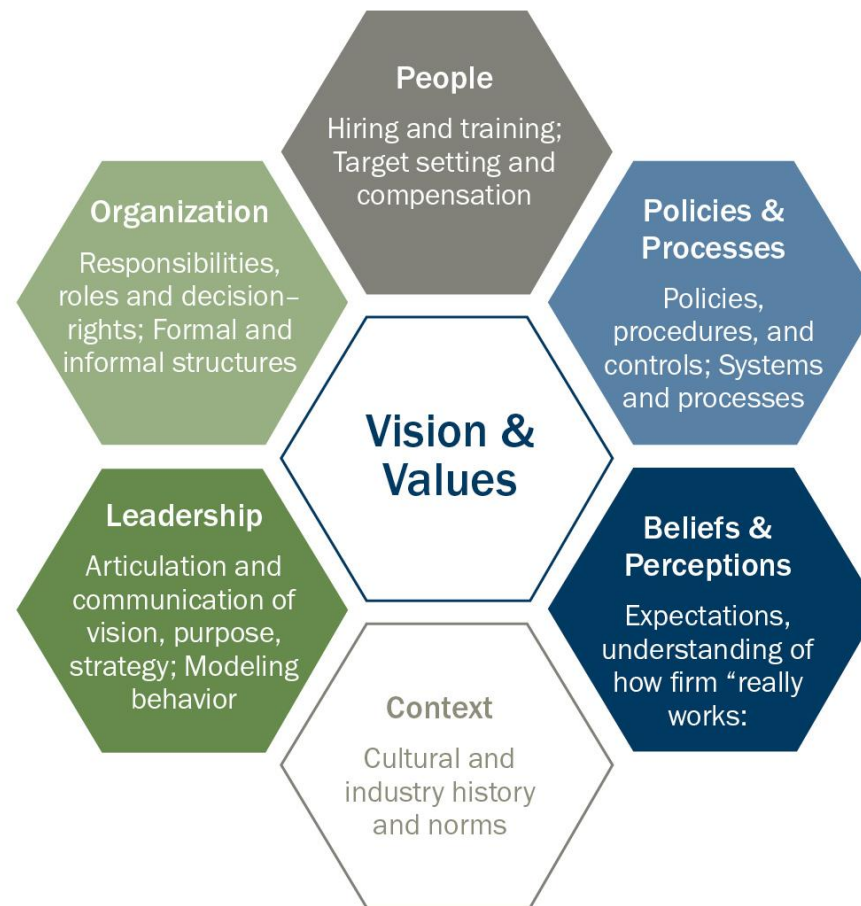 People
Hiring and training;
Target setting and
compensation
Organization
Responsibilities,
roles and decision–
rights; Formal and
informal structures
Policies &
Processes
Policies,
procedures, and
controls; Systems
and processes
Vision &
Values
Leadership
Articulation and
communication of
vision, purpose,
strategy; Modeling
behavior
Beliefs &
Perceptions
Expectations,
understanding of
how firm “really
works:
Context
Cultural and
industry history
and norms